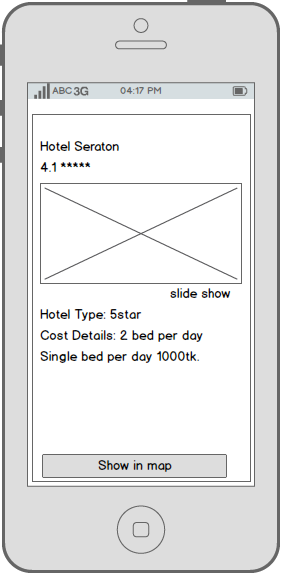 ABC 3G 04:17 PM
Hotel Seraton
4.1 *****
slide show
Hotel Type: 5star
Cost Details: 2 bed per day
Single bed per day 1000tk.
Show in map